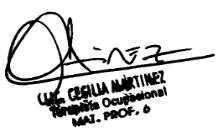 LIC. CECILIA MARTINEZ
Terapista Ocupacional
MAT. PROF. 6